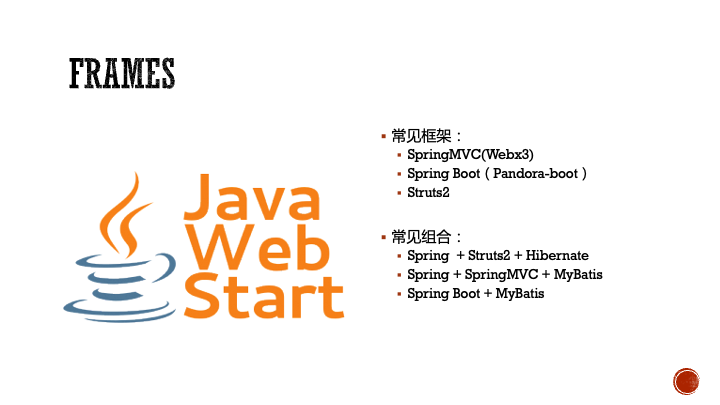 FRAMES
Java
Web
Start
常见框架：
SpringMVC(Webx3)
Spring Boot（Pandora-boot）
Struts2
常见组合：
Spring + Struts2 + Hibernate
Spring + SpringMVC + MyBatis
Spring Boot + MyBatis